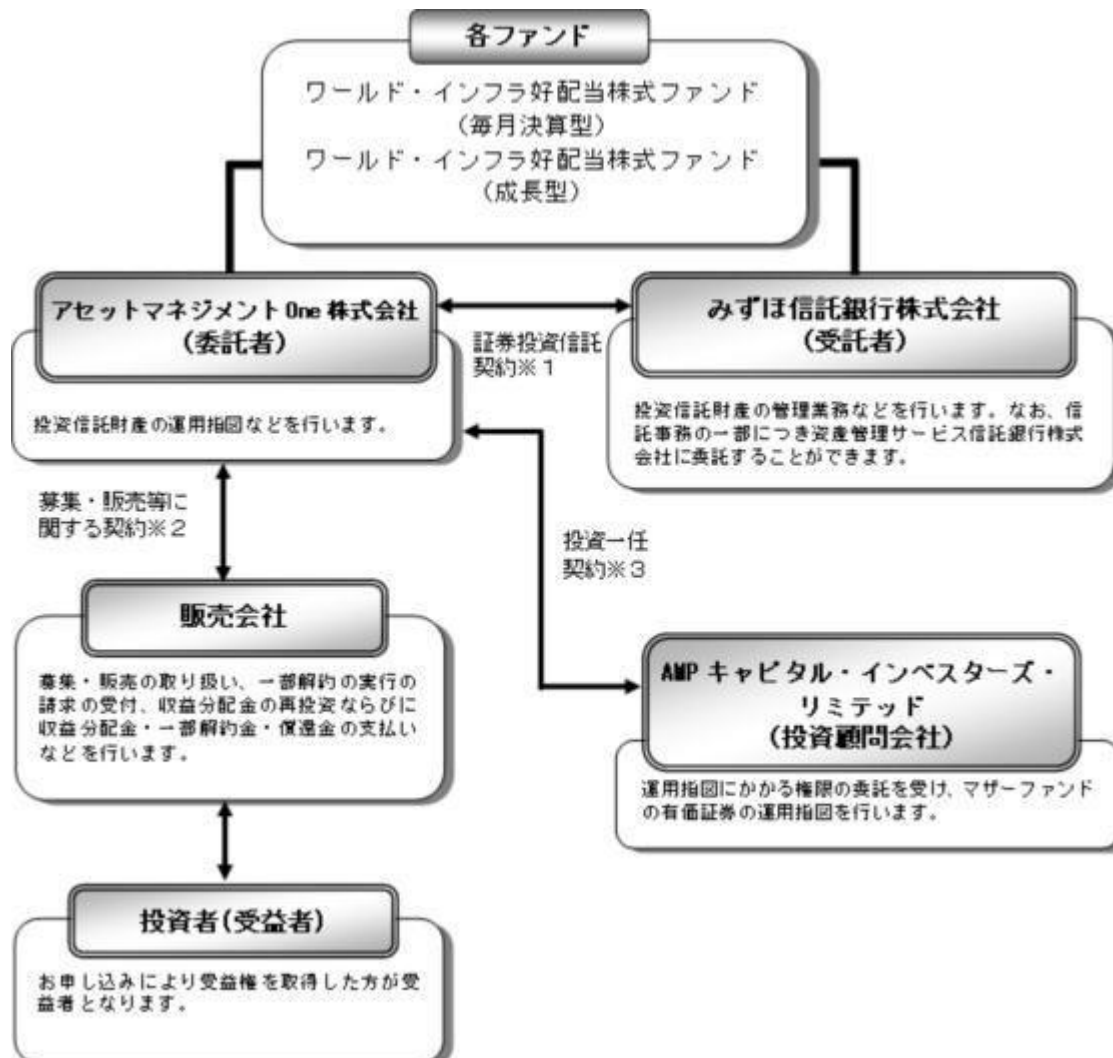 各ファンド
ワールド・インフラ好配当株式ファンド
(毎月決算型)
ワールド・インフラ好配当株式ファンド
(成長型)
アセットマネジメントOne株式会社
(委託者)
投資信託財産の運用指図などを行います。
証券投資信託
契約※1
みずほ信託銀行株式会社
(受託者)
投資信託財産の管理業務などを行います。なお、信
託事務の一部につき資産管理サービス信託銀行株式
会社に委託することができます。
募集・販売等に
関する契約※2
投資一任
契約※3
販売会社
募集・販売の取り扱い、一部解約の実行の
請求の受付、収益分配金の再投資ならびに
収益分配金・一部解約金・償還金の支払い
などを行います。
AMPキャピタル・インベスターズ・
リミテッド
(投資顧問会社)
運用指図にかかる権限の委託を受け、マザーファンド
の有価証券の運用指図を行います。
投資者(受益者)
お申し込みにより受益権を取得した方が受
益者となります。